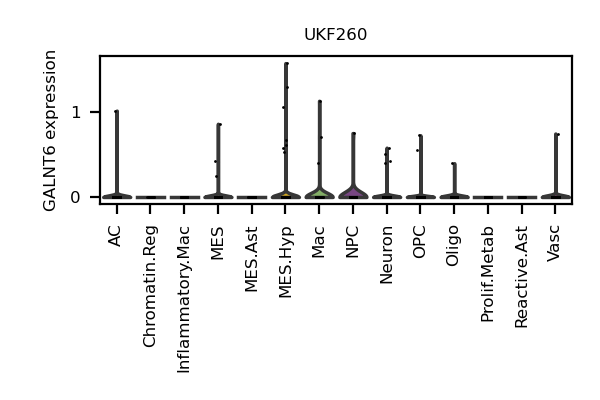 UKF260
GALNT6 expression
1
0
AC
Chromatin.Reg
Inflammatory.Mac
MES
MES.Ast
MES.Hyp
Mac
NPC
Neuron
OPC
Oligo
Prolif.Metab
Reactive.Ast
Vasc